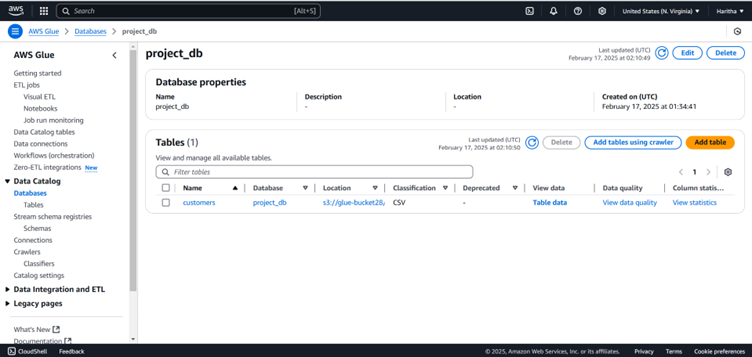 aws
Search [Alt+S] United States (N. Virginia) Haritha
AWS Glue > Databases > project_db
AWS Glue
Getting started
ETL jobs
Visual ETL
Notebooks
Job run monitoring
Data Catalog tables
Data connections
Workflows (orchestration)
Zero-ETL integrations New
Data Catalog
Databases
Tables
Stream schema registries
Schemas
Connections
Crawlers
Classifiers
Catalog settings
Data Integration and ETL
Legacy pages
What's New
Documentation
project_db
Last updated (UTC)
February 17, 2025 at 02:10:49
Edit Delete
Database properties
Name Description Location Created on (UTC)
project_db - - February 17, 2025 at 01:34:41
Tables (1)
Last updated (UTC)
February 17, 2025 at 02:10:50
Delete Add tables using crawler Add table
View and manage all available tables.
Filter tables
1
Name Database Location Classification Deprecated View data Data quality Column statis...
customers project_db s3://glue-bucket28/ CSV - Table data View data quality View statistics
CloudShell Feedback © 2025, Amazon Web Services, Inc. or its affiliates. Privacy Terms Cookie preferences